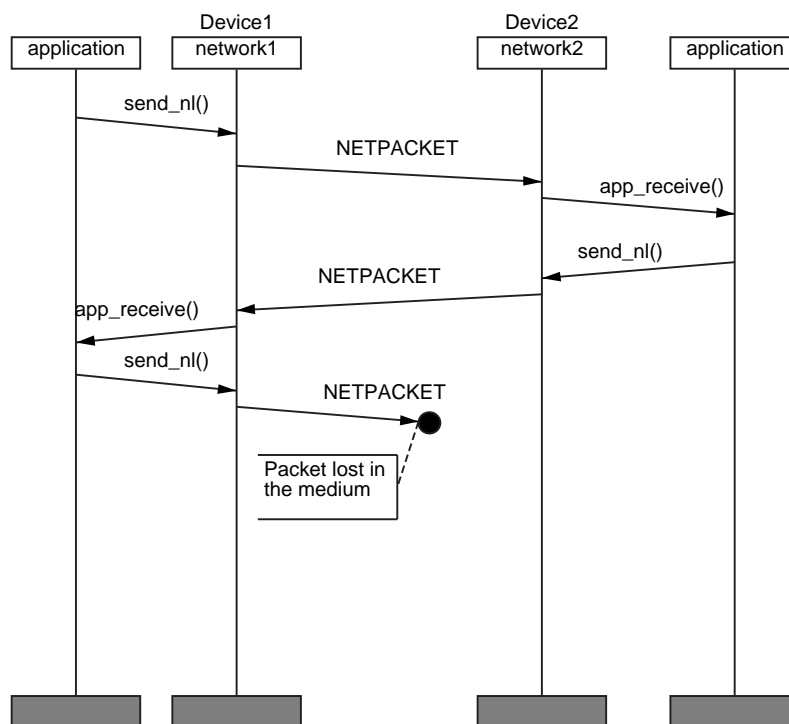 Device1
Device2
application
network1
network2
application
send_nl()
NETPACKET
app_receive()
send_nl()
NETPACKET
app_receive()
send_nl()
NETPACKET
Packet lost in
the medium